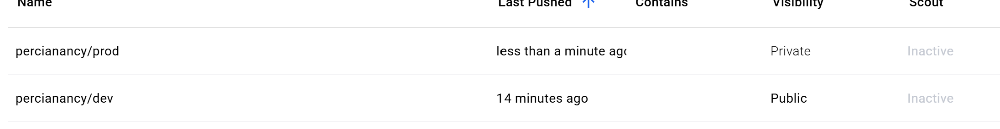 Name Last Pushed Contains Visibility Scout
percianancy/prod less than a minute ago Private Inactive
percianancy/dev 14 minutes ago Public Inactive